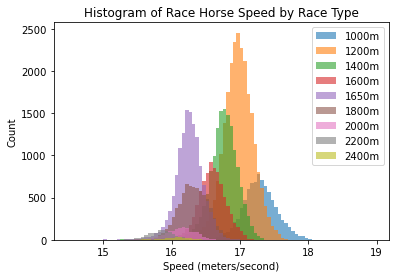 Histogram of Race Horse Speed by Race Type
2500
2000
1500
1000
500
0
Count
1000m
1200m
1400m
1600m
1650m
1800m
2000m
2200m
2400m
15 16 17 18 19
Speed (meters/second)